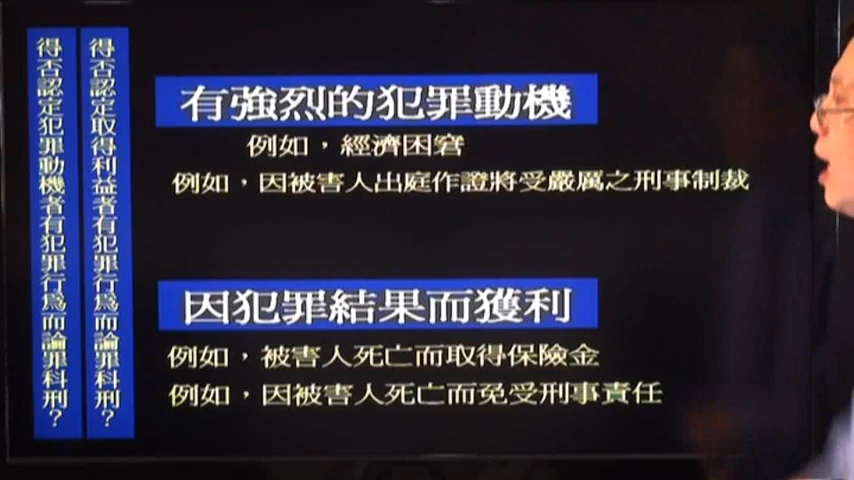 得否認定取得利益者有犯罪行為而論罪科刑？
得否認定犯罪動機者有犯罪行為而論罪科刑？
有強烈的犯罪動機
例如，經濟困窘
例如，因被害人出庭作證將受嚴厲之刑事制裁
因犯罪結果而獲利
例如，被害人死亡而取得保險金
例如，因被害人死亡而免受刑事責任